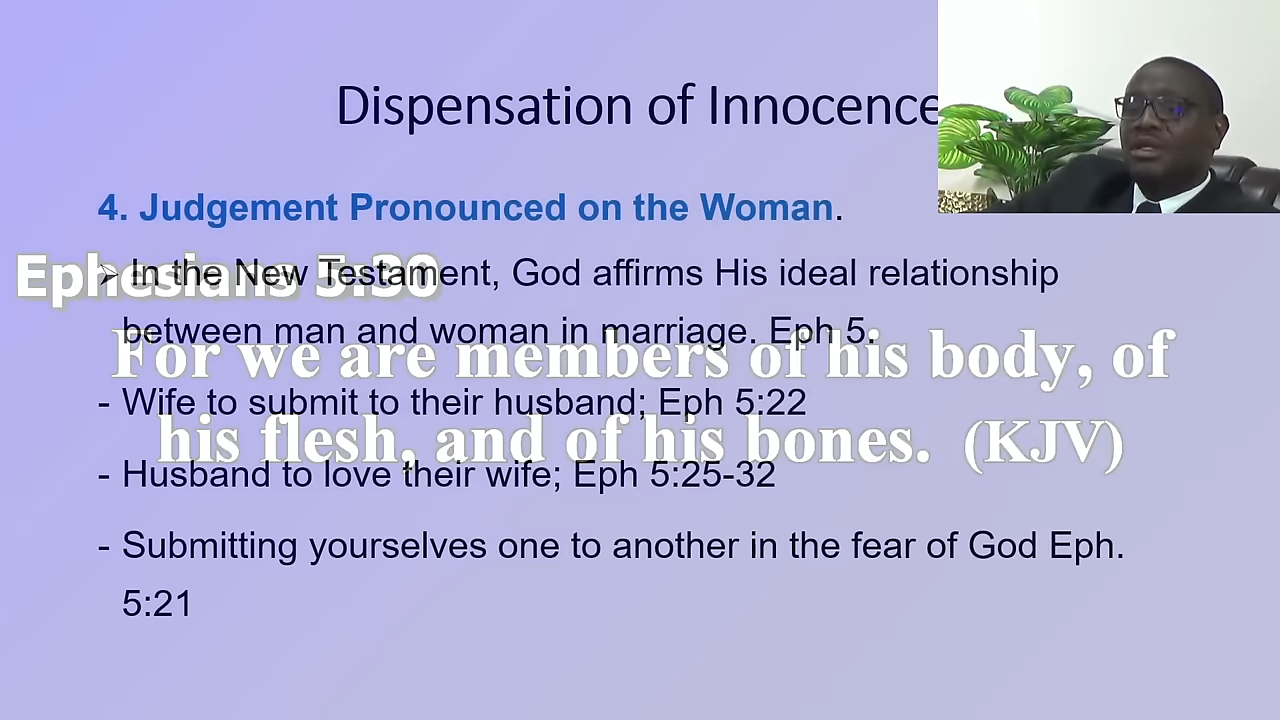 Dispensation of Innocence
4. Judgement Pronounced on the Woman.
➤ In the New Testament, God affirms His ideal relationship
Ephesians 5:30
between man and woman in marriage. Eph 5.
For we are members of his body, of
- Wife to submit to their husband; Eph 5:22
his flesh, and of his bones. (KJV)
- Husband to love their wife; Eph 5:25-32
- Submitting yourselves one to another in the fear of God Eph.
5:21